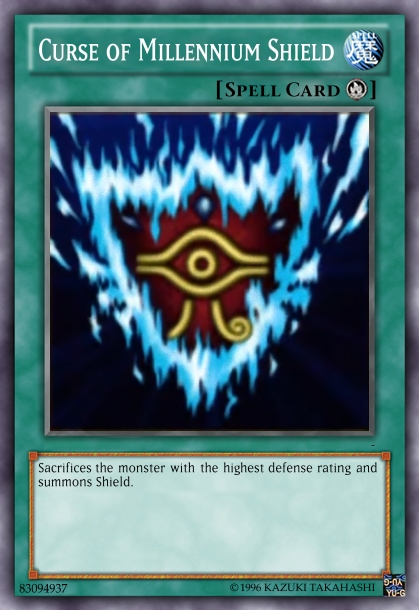 CURSE OF MILLENNIUM SHIELD
魔
[SPELL CARD]
Sacrifices the monster with the highest defense rating and
summons Shield.
83094937
©1996 KAZUKI TAKAHASHI